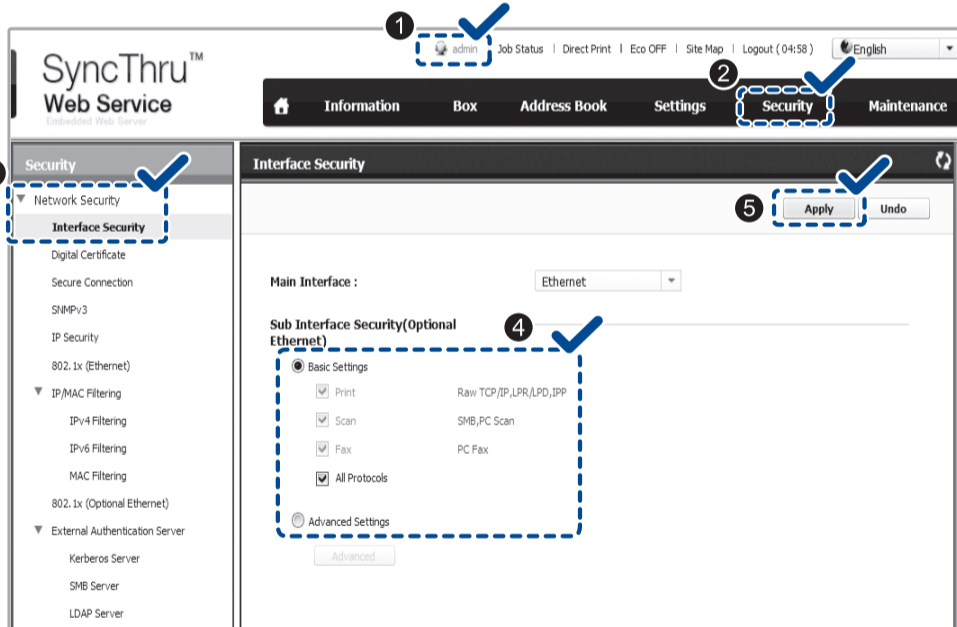 1
admin | Job Status | Direct Print | Eco OFF | Site Map | Logout ( 04:58 ) English
SyncThru™
Web Service
Embedded Web Server
2
Information Box Address Book Settings Security Maintenance
Security
Network Security
Interface Security
Digital Certificate
Secure Connection
SNMPv3
IP Security
802.1x (Ethernet)
IP/MAC Filtering
IPv4 Filtering
IPv6 Filtering
MAC Filtering
802.1x (Optional Ethernet)
External Authentication Server
Kerberos Server
SMB Server
LDAP Server
Interface Security
5 Apply Undo
Main Interface : Ethernet
Sub Interface Security(Optional
Ethernet)
4
Basic Settings
Print Raw TCP/IP,LPR/LPD,IPP
Scan SMB,PC Scan
Fax PC Fax
All Protocols
Advanced Settings
Advanced